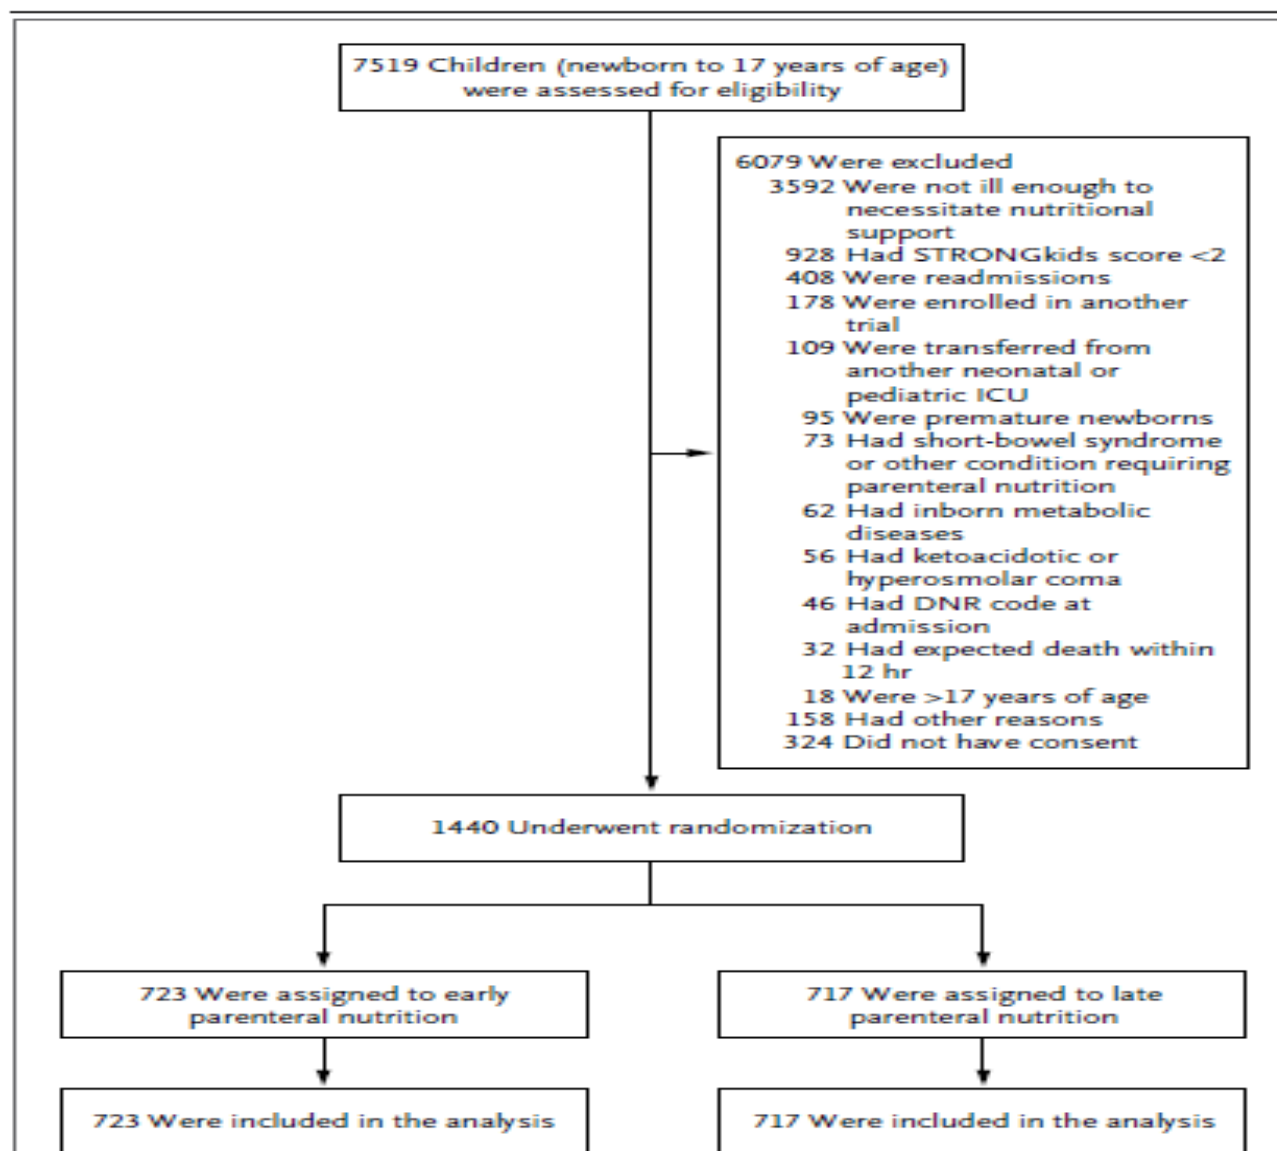 7519 Children (newborn to 17 years of age)
were assessed for eligibility
6079 Were excluded
3592 Were not ill enough to
necessitate nutritional
support
928 Had STRONGkids score <2
408 Were readmissions
178 Were enrolled in another
trial
109 Were transferred from
another neonatal or
pediatric ICU
95 Were premature newborns
73 Had short-bowel syndrome
or other condition requiring
parenteral nutrition
62 Had inborn metabolic
diseases
56 Had ketoacidotic or
hyperosmolar coma
46 Had DNR code at
admission
32 Had expected death within
12 hr
18 Were >17 years of age
158 Had other reasons
324 Did not have consent
1440 Underwent randomization
723 Were assigned to early
parenteral nutrition
717 Were assigned to late
parenteral nutrition
723 Were included in the analysis
717 Were included in the analysis